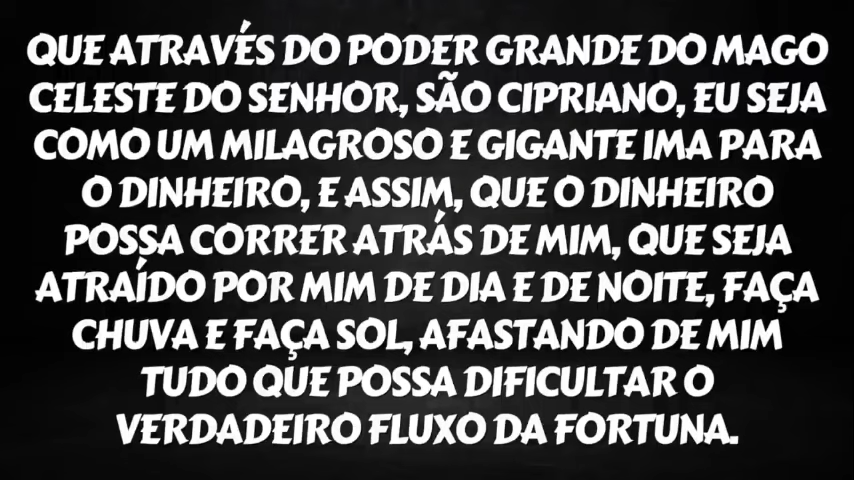 QUE ATRAVÉS DO PODER GRANDE DO MAGO
CELESTE DO SENHOR, SÃO CIPRIANO, EU SEJA
COMO UM MILAGROSO E GIGANTE IMA PARA
O DINHEIRO, E ASSIM, QUE O DINHEIRO
POSSA CORRER ATRÁS DE MIM, QUE SEJA
ATRAÍDO POR MIM DE DIA E DE NOITE, FAÇA
CHUVA E FAÇA SOL, AFASTANDO DE MIM
TUDO QUE POSSA DIFICULTAR O
VERDADEIRO FLUXO DA FORTUNA.